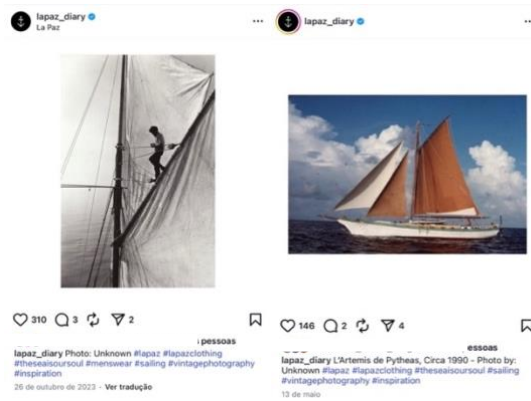 lapaz_diary
La Paz
310 3 2
pessoas
lapaz_diary Photo: Unknown #lapaz #lapazclothing
#theseaisoursoul #menswear #sailing #vintagephotography
#inspiration
26 de outubro de 2023 · Ver tradução
lapaz_diary
146 2 4
essoas
lapaz_diary L'Artemis de Pytheas, Circa 1990 - Photo by:
Unknown #lapaz #lapazclothing #theseaisoursoul #sailing
#vintagephotography #inspiration
13 de maio